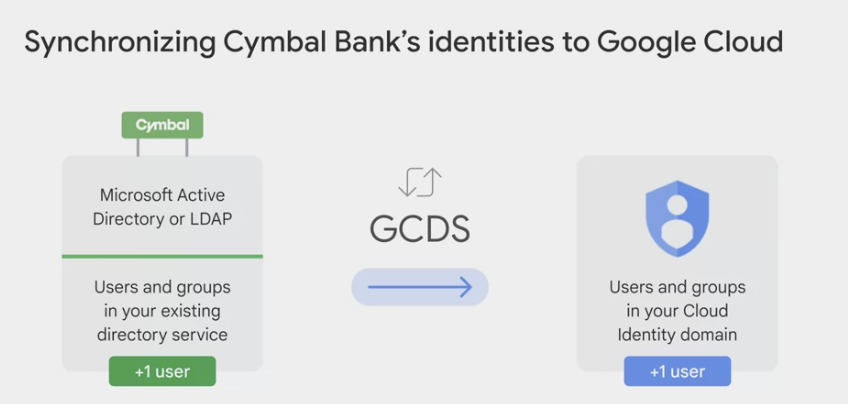 Synchronizing Cymbal Bank's identities to Google Cloud
Cymbal
Microsoft Active
Directory or LDAP
Users and groups
in your existing
directory service
+1 user
GCDS
Users and groups
in your Cloud
Identity domain
+1 user